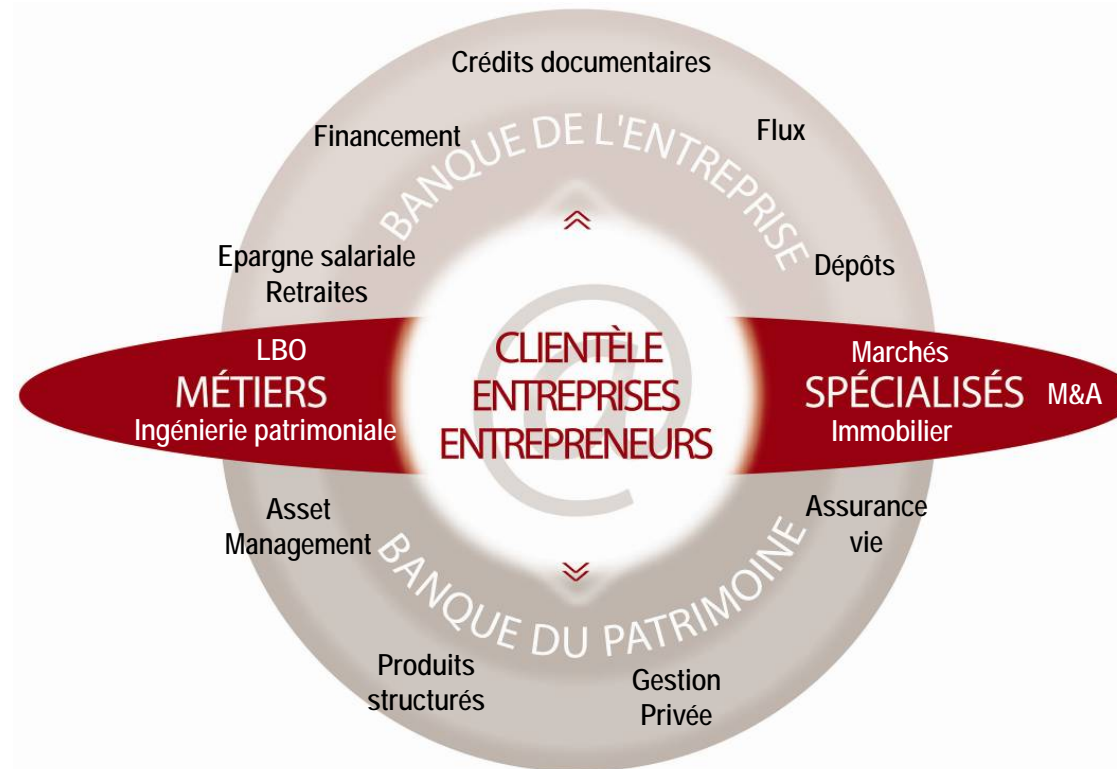 Crédits documentaires
Financement
Flux
BANQUE DE L'ENTREPRISE
Epargne salariale
Retraites
Dépôts
LBO
MÉTIERS
Ingénierie patrimoniale
@
CLIENTÈLE
ENTREPRISES
ENTREPRENEURS
Marchés
SPÉCIALISÉS
M&A
Immobilier
Asset
Management
Assurance
vie
BANQUE DU PATRIMOINE
Produits
structurés
Gestion
Privée